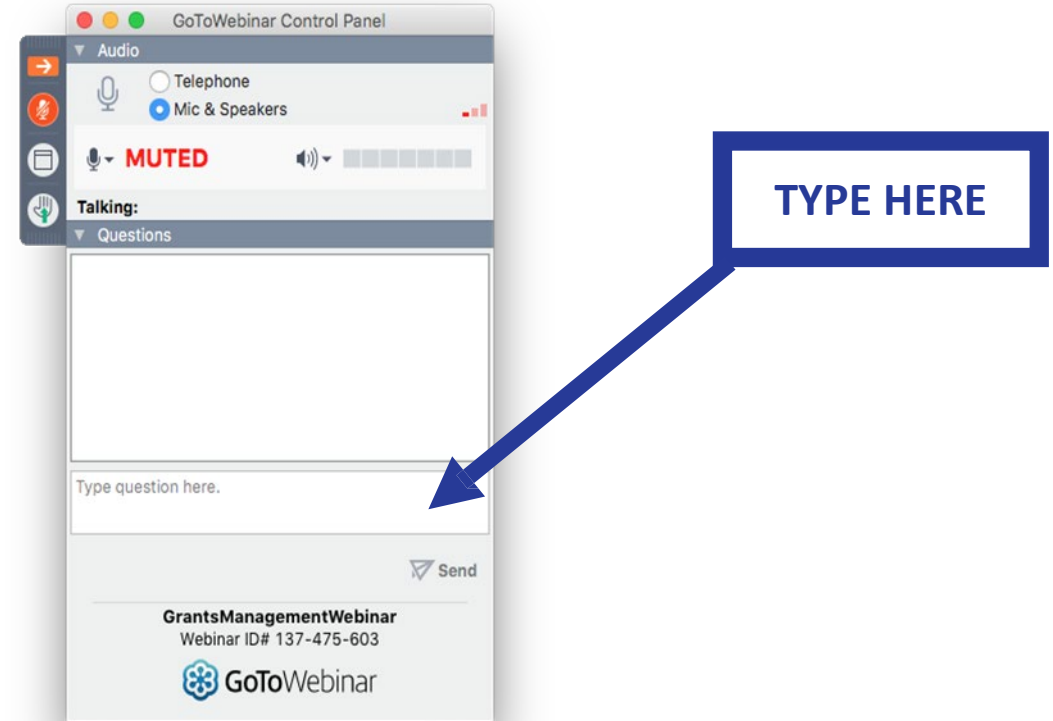 GoToWebinar Control Panel
Audio
Telephone
Mic & Speakers
MUTED
Talking:
Questions
Type question here.
Send
GrantsManagementWebinar
Webinar ID# 137-475-603
GoToWebinar
TYPE HERE